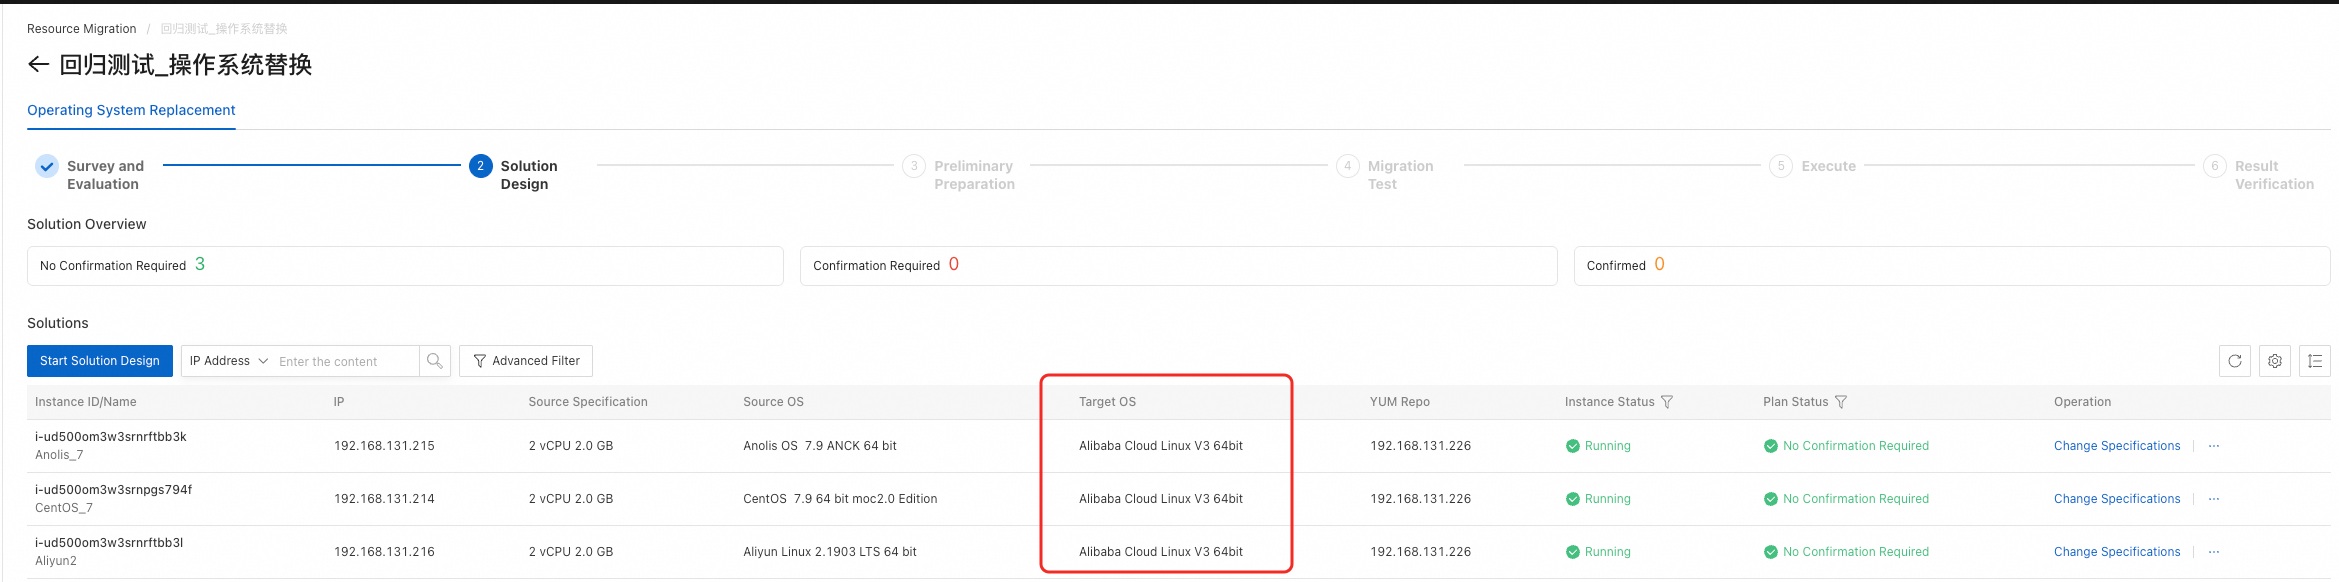 Resource Migration / 回归测试_操作系统替换
回归测试_操作系统替换
Operating System Replacement
Survey and Evaluation
2 Solution Design
3 Preliminary Preparation
4 Migration Test
5 Execute
6 Result Verification
Solution Overview
No Confirmation Required 3
Confirmation Required 0
Confirmed 0
Solutions
Start Solution Design IP Address Enter the content Advanced Filter
Instance ID/Name IP Source Specification Source OS Target OS YUM Repo Instance Status Plan Status Operation
i-ud500om3w3srnrftbb3k
Anolis_7 192.168.131.215 2 vCPU 2.0 GB Anolis OS 7.9 ANCK 64 bit Alibaba Cloud Linux V3 64bit 192.168.131.226 Running No Confirmation Required Change Specifications ···
i-ud500om3w3srnpgs794f
CentOS_7 192.168.131.214 2 vCPU 2.0 GB CentOS 7.9 64 bit moc2.0 Edition Alibaba Cloud Linux V3 64bit 192.168.131.226 Running No Confirmation Required Change Specifications ···
i-ud500om3w3srnrftbb3l
Aliyun2 192.168.131.216 2 vCPU 2.0 GB Aliyun Linux 2.1903 LTS 64 bit Alibaba Cloud Linux V3 64bit 192.168.131.226 Running No Confirmation Required Change Specifications ···